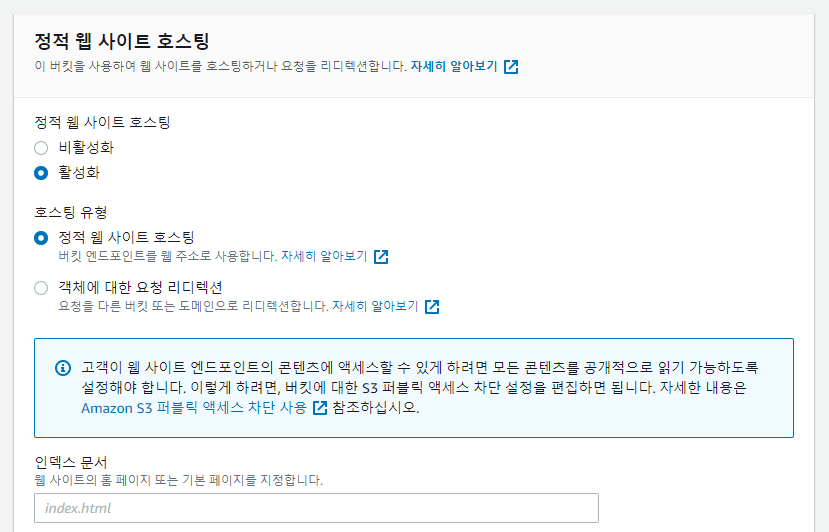 정적 웹 사이트 호스팅
이 버킷을 사용하여 웹 사이트를 호스팅하거나 요청을 리디렉션합니다. 자세히 알아보기
정적 웹 사이트 호스팅
비활성화
활성화
호스팅 유형
정적 웹 사이트 호스팅
버킷 엔드포인트를 웹 주소로 사용합니다. 자세히 알아보기
객체에 대한 요청 리디렉션
요청을 다른 버킷 또는 도메인으로 리디렉션합니다. 자세히 알아보기
고객이 웹 사이트 엔드포인트의 콘텐츠에 액세스할 수 있게 하려면 모든 콘텐츠를 공개적으로 읽기 가능하도록
설정해야 합니다. 이렇게 하려면, 버킷에 대한 S3 퍼블릭 액세스 차단 설정을 편집하면 됩니다. 자세한 내용은
Amazon S3 퍼블릭 액세스 차단 사용 참조하십시오.
인덱스 문서
웹 사이트의 홈 페이지 또는 기본 페이지를 지정합니다.
index.html